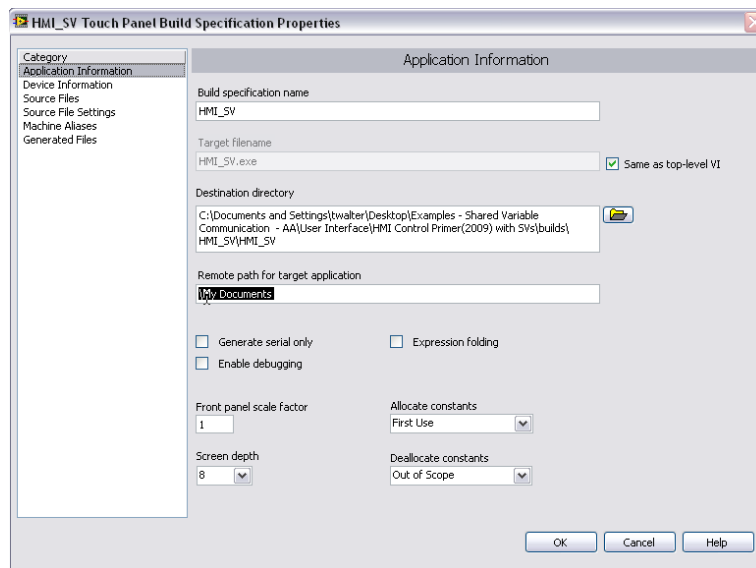 HMI_SV Touch Panel Build Specification Properties
Category
Application Information
Device Information
Source Files
Source File Settings
Machine Aliases
Generated Files
Application Information
Build specification name
HMI_SV
Target filename
HMI_SV.exe
Same as top-level VI
Destination directory
C:\Documents and Settings\twalter\Desktop\Examples - Shared Variable
Communication - AA\User Interface\HMI Control Primer(2009) with SVs\builds\
HMI_SV\HMI_SV
Remote path for target application
\My Documents
Generate serial only
Expression folding
Enable debugging
Front panel scale factor
Allocate constants
1
First Use
Screen depth
Deallocate constants
8
Out of Scope
OK
Cancel
Help